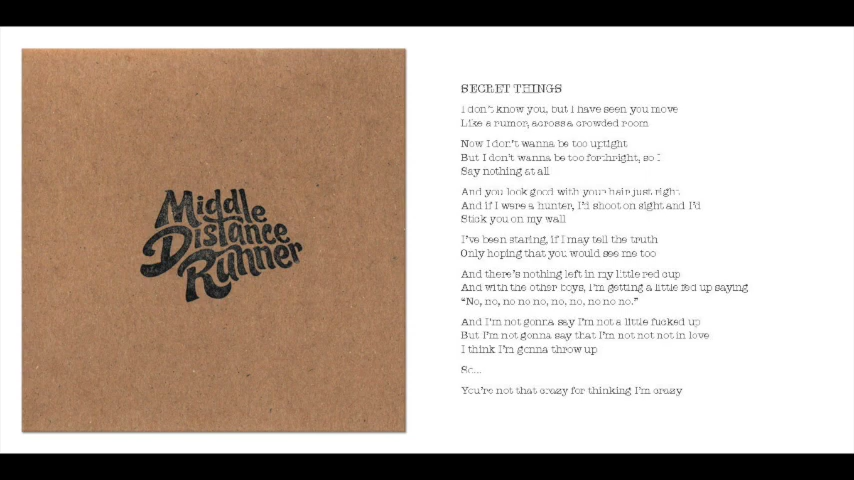 Middle
Distance
Runner
SECRET THINGS
I don't know you, but I have seen you move
Like a rumor, across a crowded room
Now I don't wanna be too uptight
But I don't wanna be too forthright, so I
Say nothing at all
And you look good with your hair just right
And if I were a hunter, I'd shoot on sight and I'd
Stick you on my wall
I've been staring, if I may tell the truth
Only hoping that you would see me too
And there's nothing left in my little red cup
And with the other boys, I'm getting a little fed up saying
"No, no, no no no, no, no, no no no."
And I'm not gonna say I'm not a little fucked up
But I'm not gonna say that I'm not not not in love
I think I'm gonna throw up
So...
You're not that crazy for thinking I'm crazy